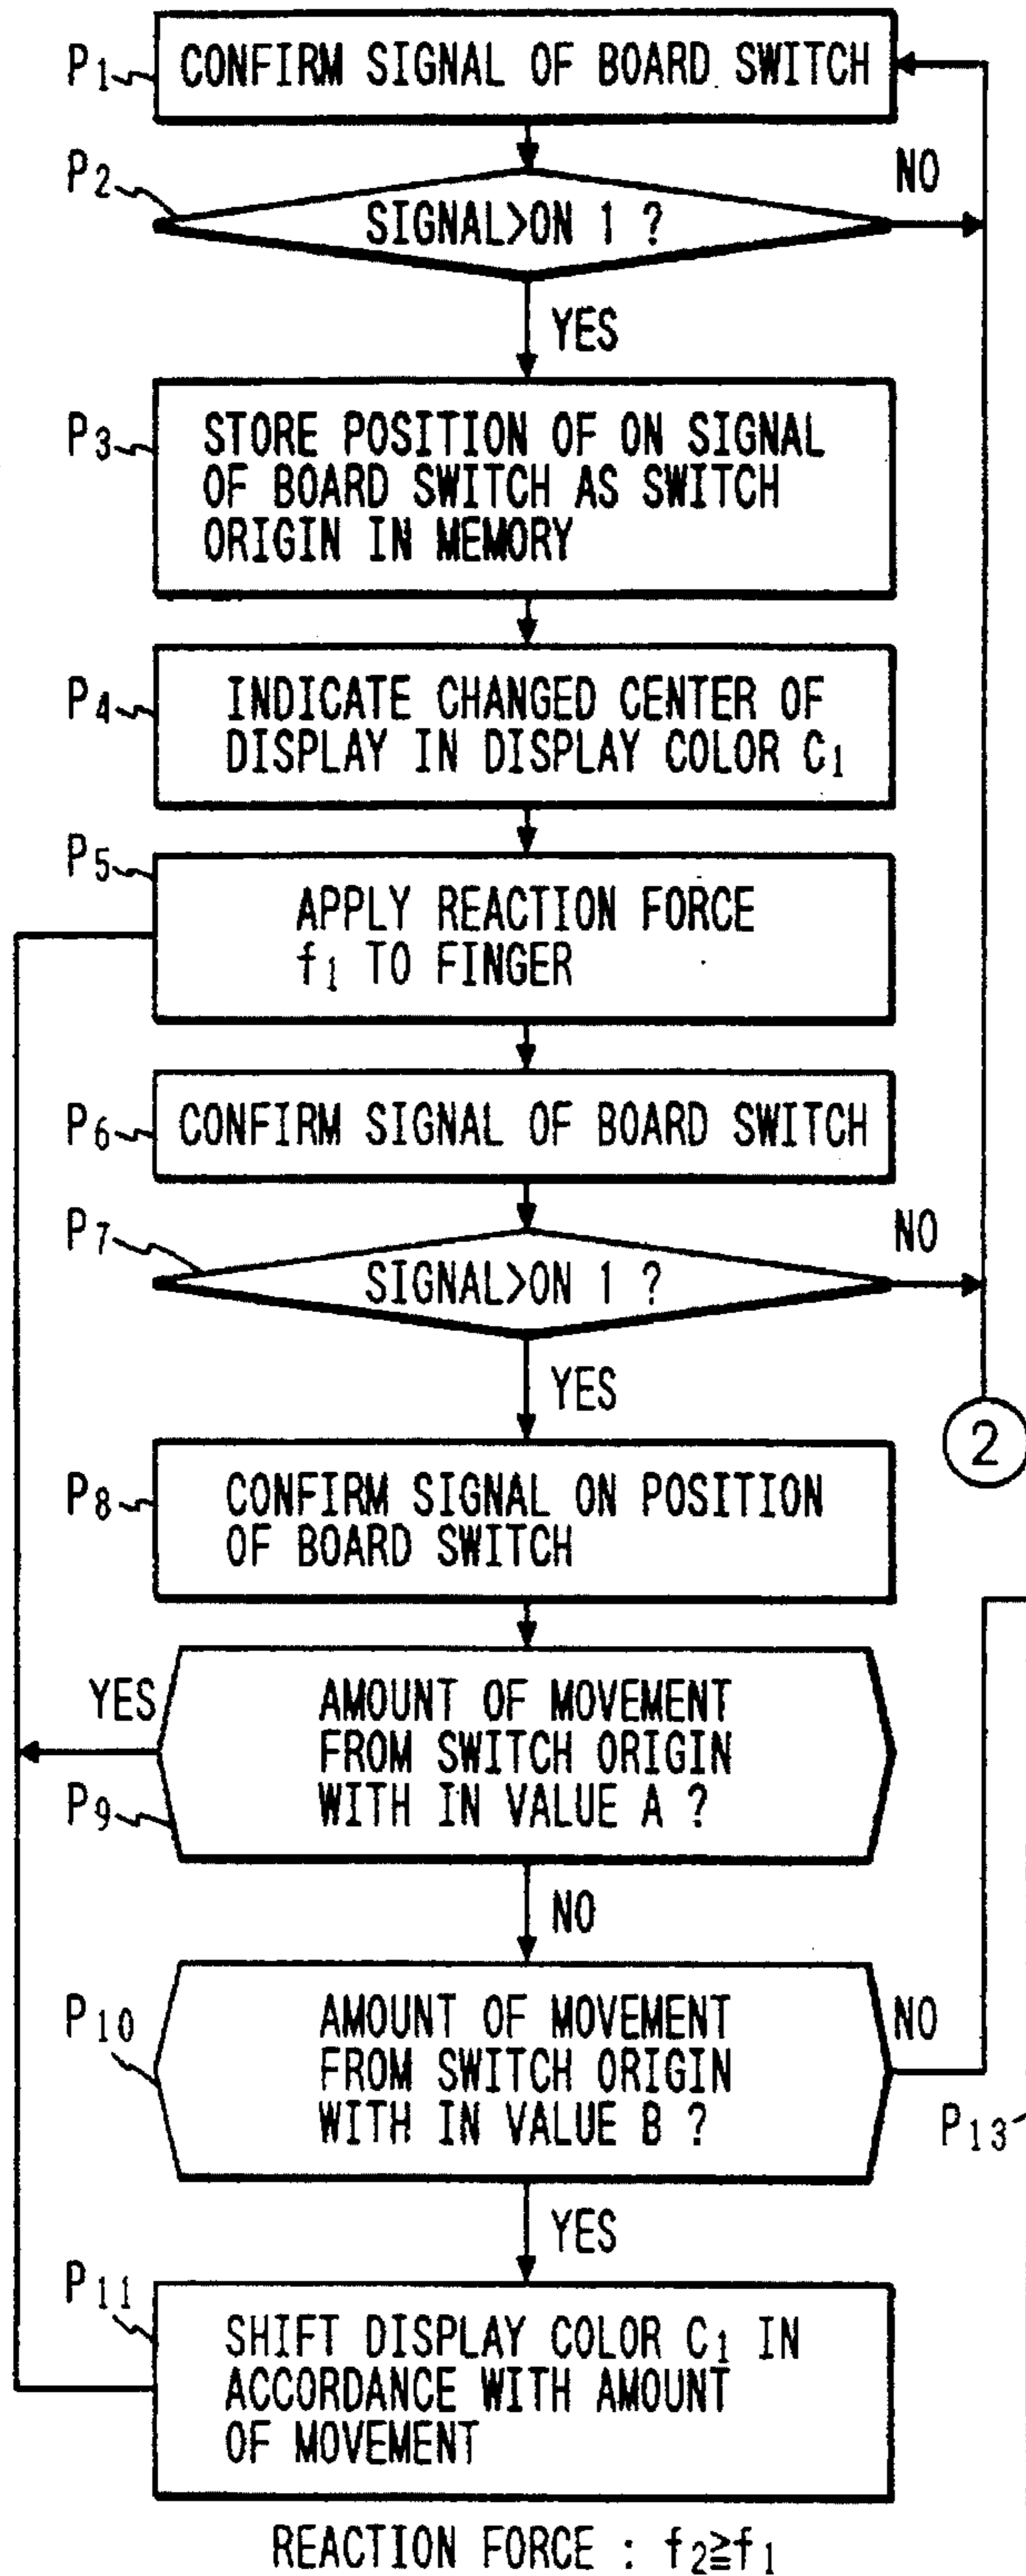 P1 CONFIRM SIGNAL OF BOARD SWITCH
P2 NO
SIGNAL>ON 1 ?
YES
P3 STORE POSITION OF ON SIGNAL
OF BOARD SWITCH AS SWITCH
ORIGIN IN MEMORY
P4 INDICATE CHANGED CENTER OF
DISPLAY IN DISPLAY COLOR C1
P5
APPLY REACTION FORCE
f1 TO FINGER
P6 CONFIRM SIGNAL OF BOARD SWITCH
P7 NO
SIGNAL>ON 1 ?
YES
2
P8 CONFIRM SIGNAL ON POSITION
OF BOARD SWITCH
YES AMOUNT OF MOVEMENT
FROM SWITCH ORIGIN
P9 WITH IN VALUE A ?
NO
P10 AMOUNT OF MOVEMENT NO
FROM SWITCH ORIGIN
WITH IN VALUE B ?
P13
YES
P11
SHIFT DISPLAY COLOR C1 IN
ACCORDANCE WITH AMOUNT
OF MOVEMENT
REACTION FORCE : f2≧f1